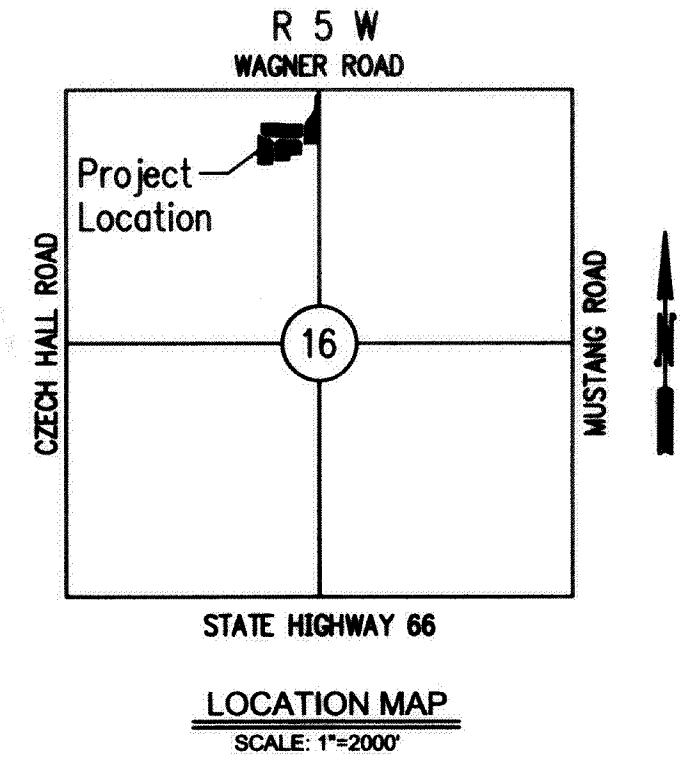 R 5 W
WAGNER ROAD
Project
Location
CZECH HALL ROAD
16
MUSTANG ROAD
N
STATE HIGHWAY 66
LOCATION MAP
SCALE: 1"=2000'